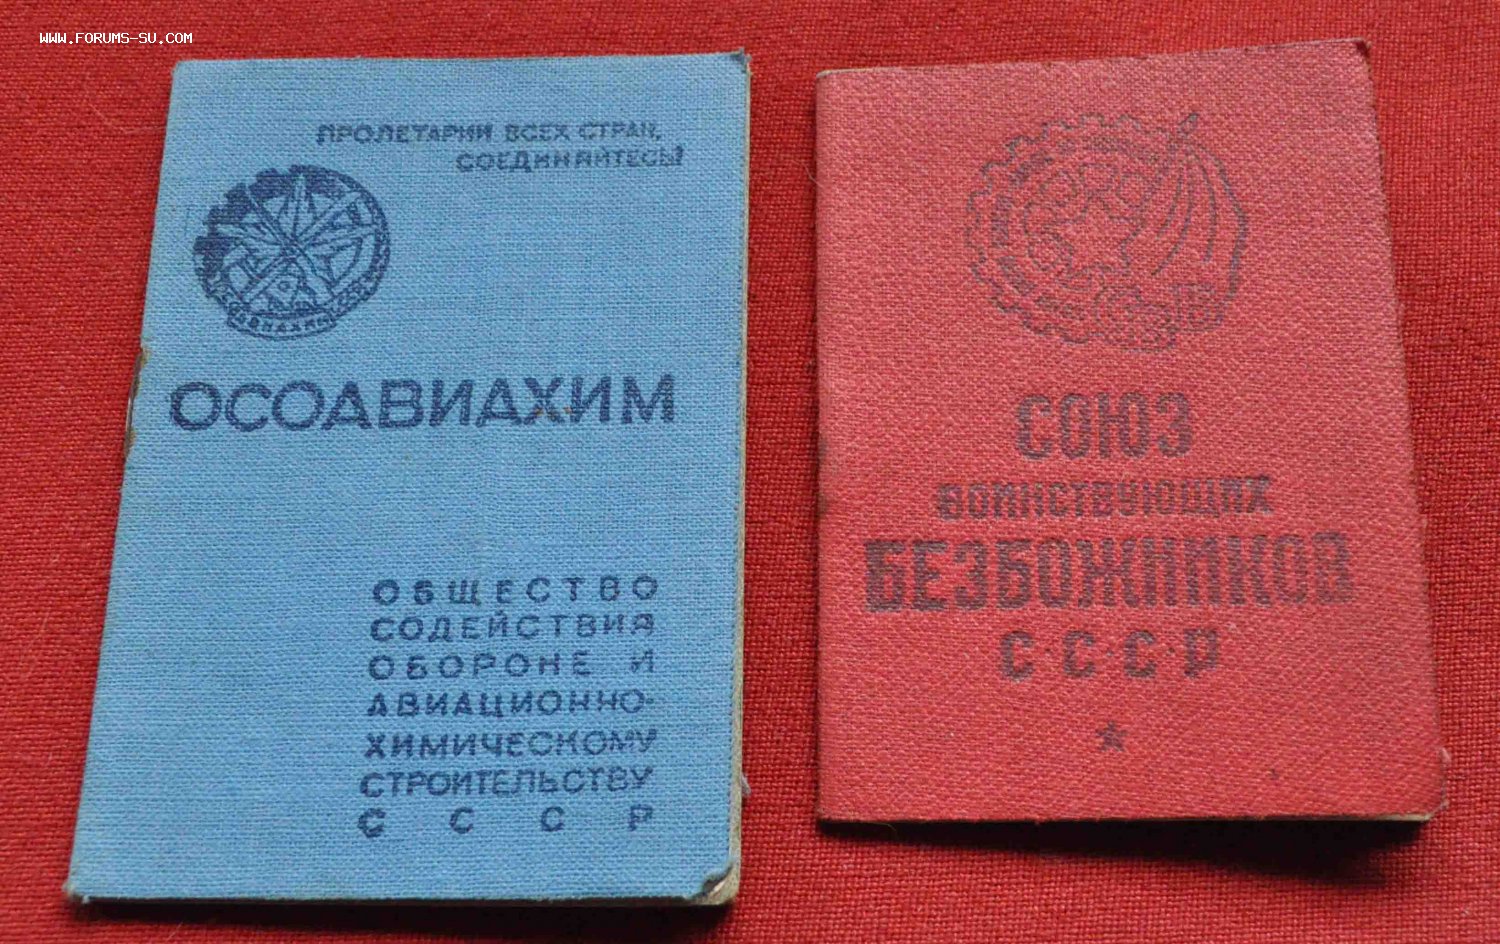 WWW.FORUMS-SU.COM
ПРОЛЕТАРИИ ВСЕХ СТРАН,
СОЕДИНЯЙТЕСЬ!
ОСОАВИАХИМ
ОБЩЕСТВО
СОДЕЙСТВИЯ
ОБОРОНЕ И
АВИАЦИОННО-
ХИМИЧЕСКОМУ
СТРОИТЕЛЬСТВУ
С С С Р
СОЮЗ
ВОИНСТВУЮЩИХ
БЕЗБОЖНИКОВ
С·С·С·Р